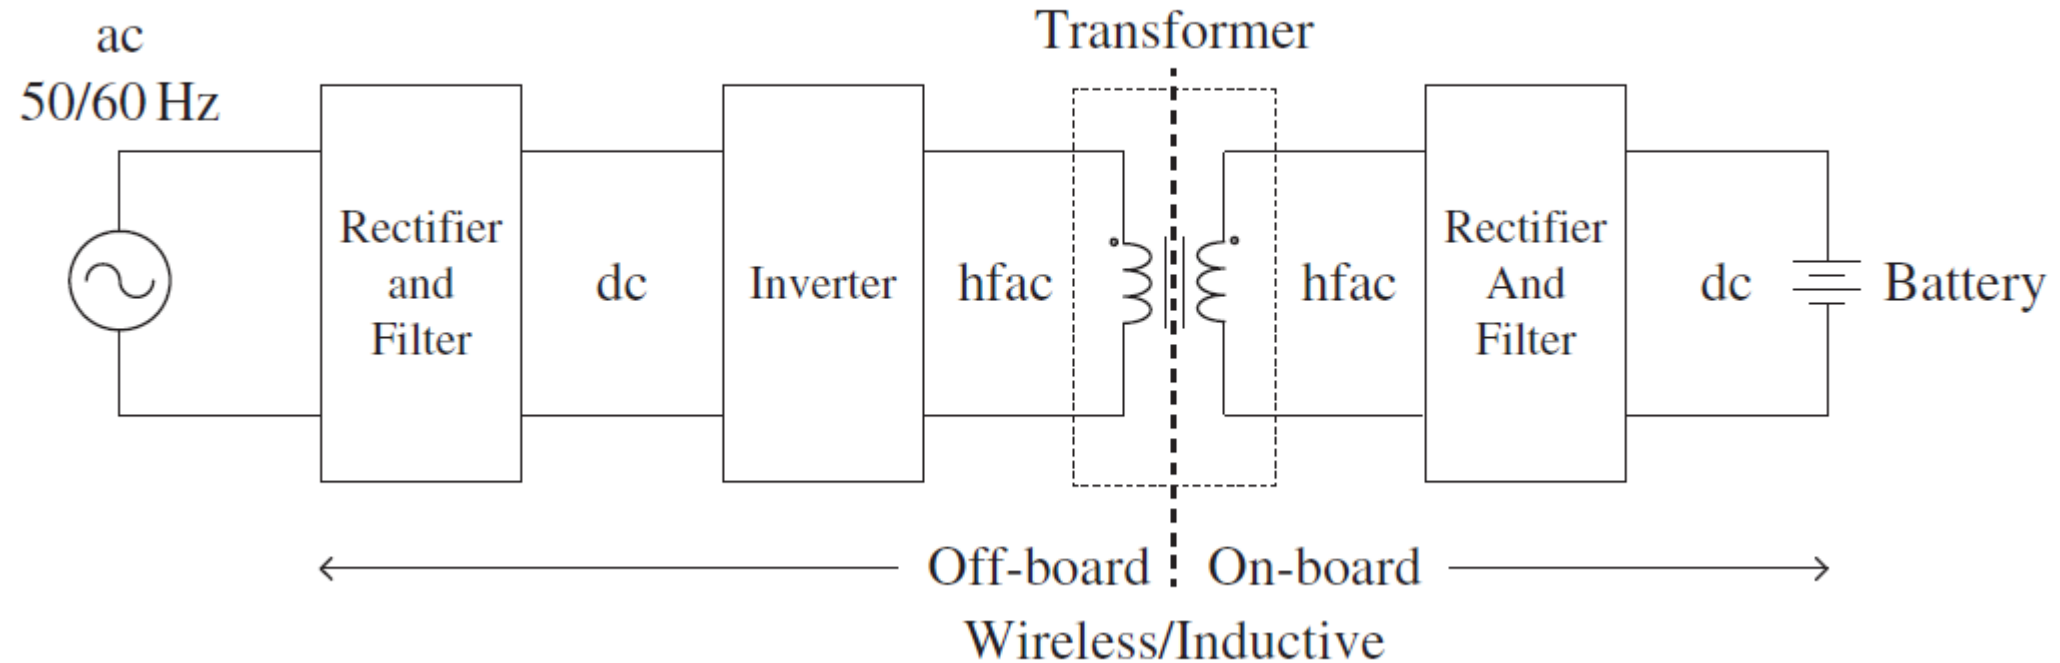 Transformer
ac
50/60 Hz
Rectifier
and
Filter
dc
Inverter
hfac
hfac
Rectifier
And
Filter
dc
Battery
Off-board
On-board
Wireless/Inductive